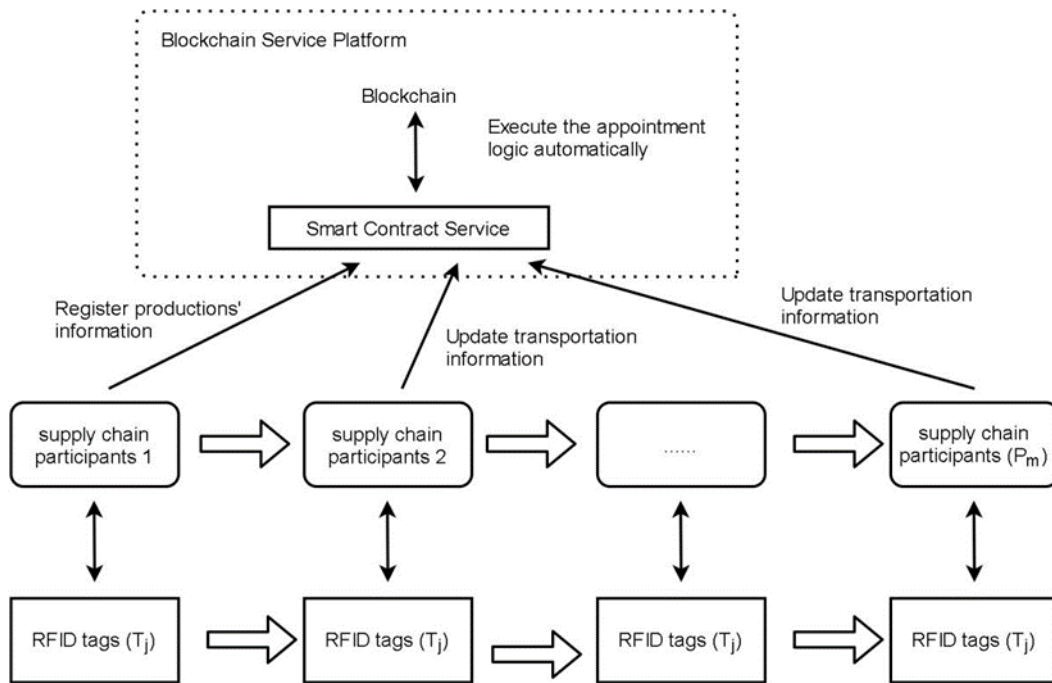 Blockchain Service Platform
Blockchain
Execute the appointment
logic automatically
Smart Contract Service
Register productions'
information
Update transportation
information
Update transportation
information
supply chain
participants 1
supply chain
participants 2
......
supply chain
participants (Pm)
RFID tags (Tj)
RFID tags (Tj)
RFID tags (Tj)
RFID tags (Tj)